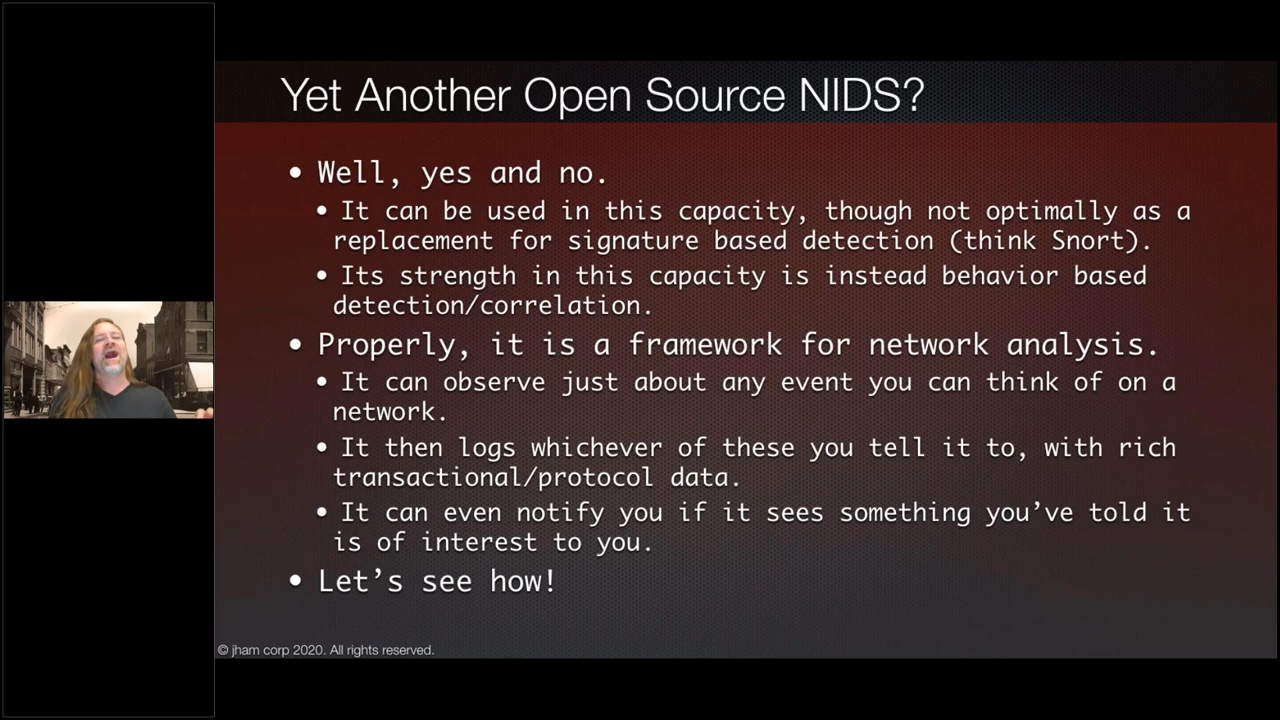 Yet Another Open Source NIDS?
• Well, yes and no.
• It can be used in this capacity, though not optimally as a
replacement for signature based detection (think Snort).
• Its strength in this capacity is instead behavior based
detection/correlation.
• Properly, it is a framework for network analysis.
• It can observe just about any event you can think of on a
network.
• It then logs whichever of these you tell it to, with rich
transactional/protocol data.
• It can even notify you if it sees something you’ve told it
is of interest to you.
• Let’s see how!
© jham corp 2020. All rights reserved.